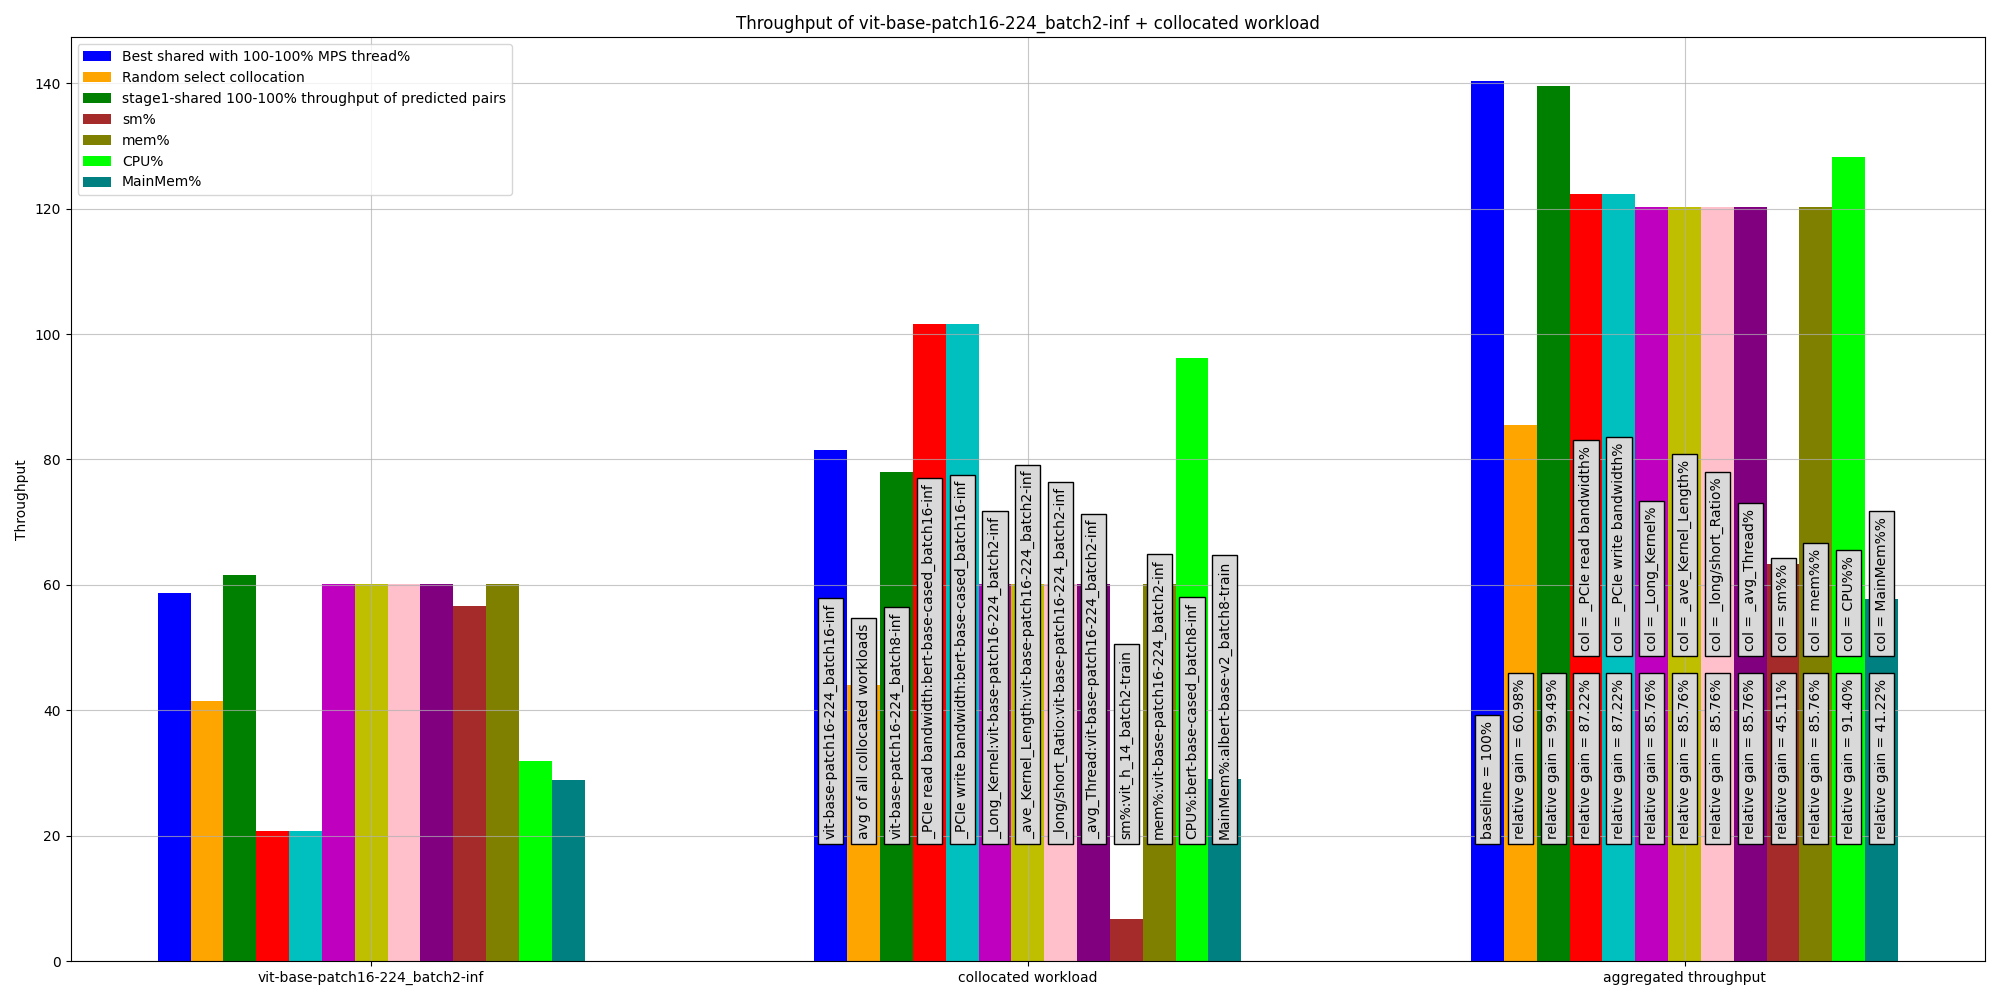 Throughput of vit-base-patch16-224_batch2-inf + collocated workload
Best shared with 100-100% MPS thread%
Random select collocation
stage1-shared 100-100% throughput of predicted pairs
sm%
mem%
CPU%
MainMem%
Throughput
140
120
100
80
60
40
20
0
vit-base-patch16-224_batch16-inf
avg of all collocated workloads
vit-base-patch16-224_batch8-inf
_PCIe read bandwidth:bert-base-cased_batch16-inf
_PCIe write bandwidth:bert-base-cased_batch16-inf
_Long_Kernel:vit-base-patch16-224_batch2-inf
_ave_Kernel_Length:vit-base-patch16-224_batch2-inf
_long/short_Ratio:vit-base-patch16-224_batch2-inf
_avg_Thread:vit-base-patch16-224_batch2-inf
sm%:vit_h_14_batch2-train
mem%:vit-base-patch16-224_batch2-inf
CPU%:bert-base-cased_batch8-inf
MainMem%:albert-base-v2_batch8-train
col = _PCIe read bandwidth%
col = _PCIe write bandwidth%
col = _Long_Kernel%
col = _ave_Kernel_Length%
col = _long/short_Ratio%
col = _avg_Thread%
col = sm%%
col = mem%%
col = CPU%%
col = MainMem%%
baseline = 100%
relative gain = 60.98%
relative gain = 99.49%
relative gain = 87.22%
relative gain = 87.22%
relative gain = 85.76%
relative gain = 85.76%
relative gain = 85.76%
relative gain = 85.76%
relative gain = 45.11%
relative gain = 85.76%
relative gain = 91.40%
relative gain = 41.22%
vit-base-patch16-224_batch2-inf
collocated workload
aggregated throughput